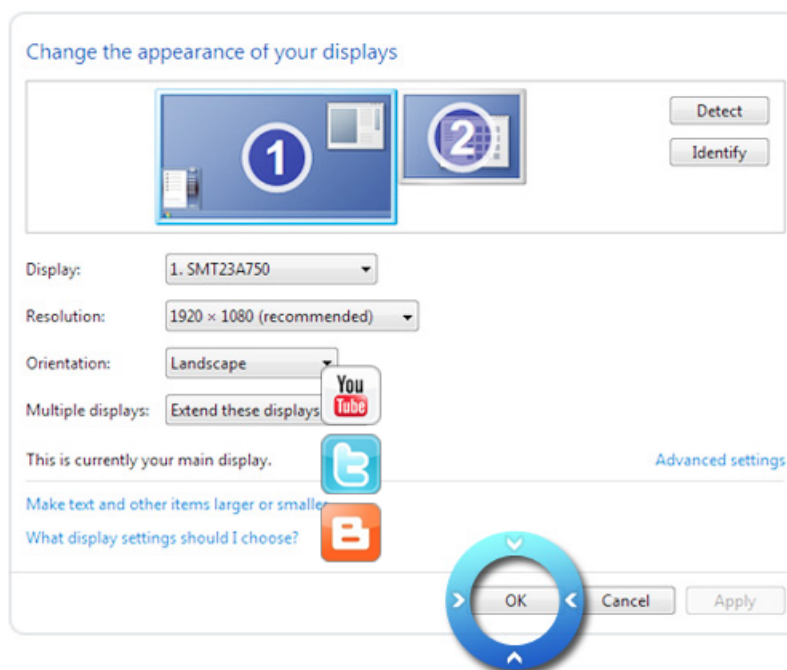 Change the appearance of your displays
1
2
Detect
Identify
Display:
1. SMT23A750
Resolution:
1920 × 1080 (recommended)
Orientation:
Landscape
Multiple displays:
Extend these displays
You
Tube
This is currently your main display.
Advanced settings
Make text and other items larger or smaller
What display settings should I choose?
OK
Cancel
Apply